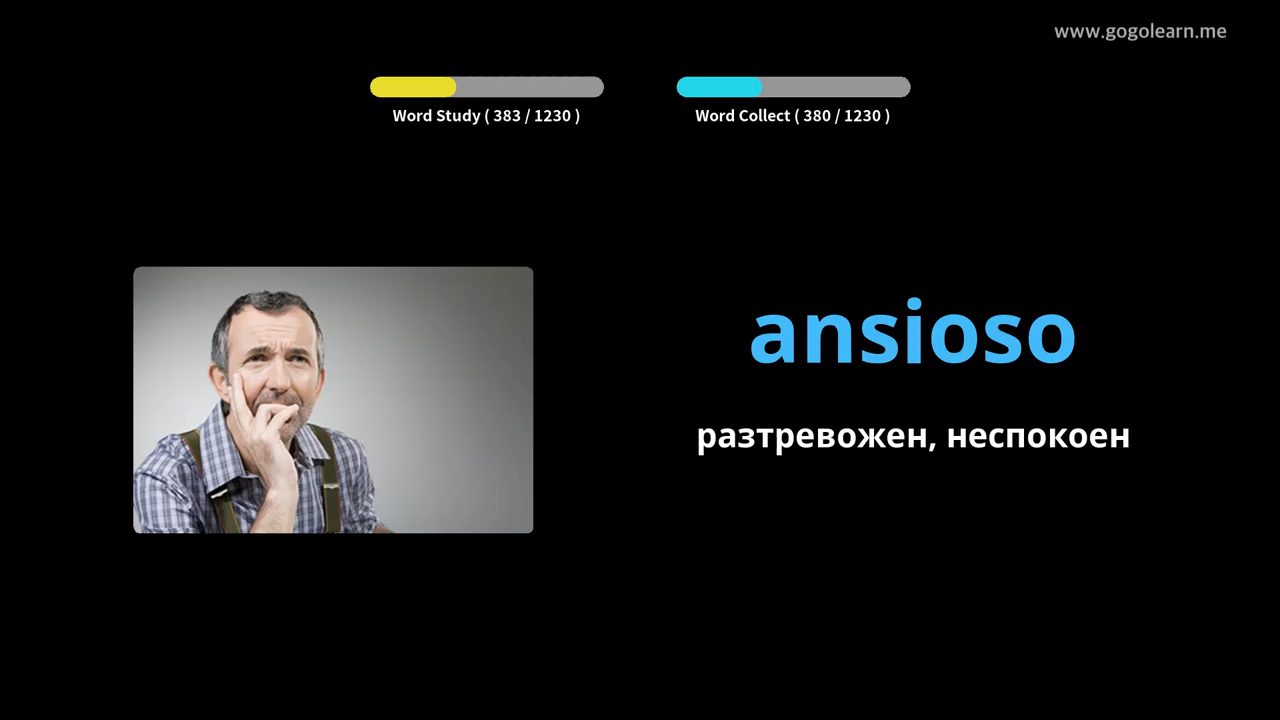 www.gogolearn.me
Word Study ( 383 / 1230 )
Word Collect ( 380 / 1230 )
ansioso
разтревожен, неспокоен